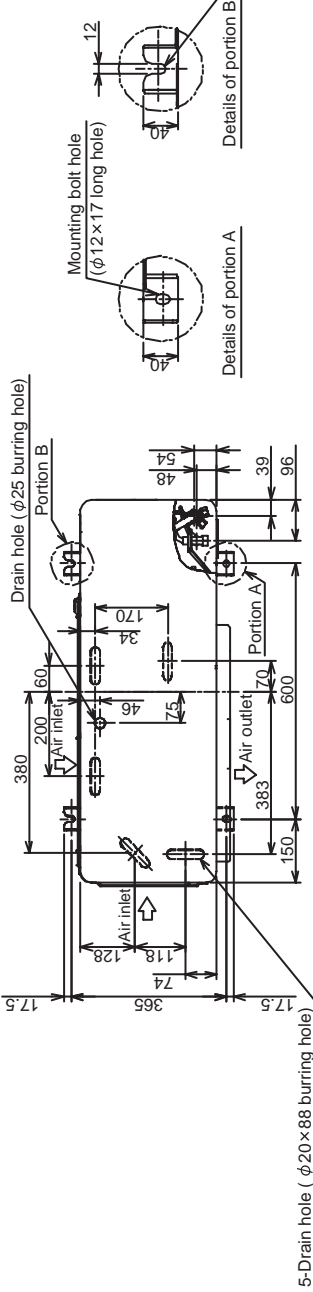 12
40
Details of portion B
Mounting bolt hole
(φ12×17 long hole)
40
Details of portion A
Drain hole (φ25 burring hole)
Portion B
380
200
60
34
170
46
75
Air inlet
Air inlet
128
118
74
17.5
365
17.5
54
48
39
96
Portion A
70
600
Air outlet
383
150
5-Drain hole ( φ20×88 burring hole)